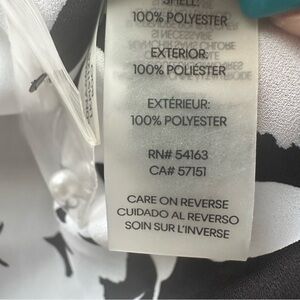 SHELL:
100% POLYESTER
EXTERIOR:
100% POLIÉSTER
EXTÉRIEUR:
100% POLYESTER
RN# 54163
CA# 57151
CARE ON REVERSE
CUIDADO AL REVERSO
SOIN SUR L'INVERSE